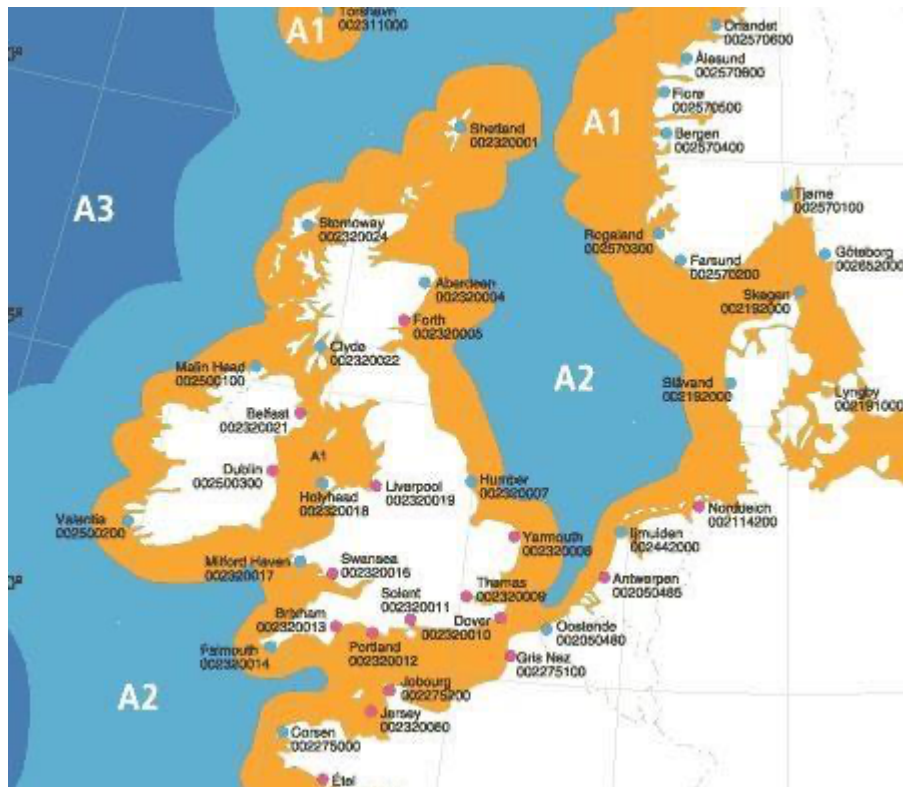 Torshavn
002311000
A1
Orlandet
002570600
Ålesund
002570600
Florø
002570500
Bergen
002570400
A1
Shetland
002320001
A3
Tjøme
002570100
Stornoway
002320024
Rogaland
002570300
Farsund
002570200
Göteborg
002652000
Skagen
002192000
Aberdeen
002320004
Forth
002320005
Clyde
002320022
Malin Head
002500100
A2
Blåvand
002192000
Lyngby
002191000
Belfast
002320021
A1
Dublin
002500300
Holyhead
002320018
Liverpool
002320019
Humber
002320007
Valentia
002500200
Norddeich
002114200
Yarmouth
002320008
Ijmuiden
002442000
Milford Haven
002320017
Swansea
002320016
Antwerpen
002050485
Thames
002320009
Solent
002320011
Brixham
002320013
Dover
002320010
Oostende
002050480
Portland
002320012
Falmouth
002320014
Gris Nez
002275100
A2
Jobourg
002275200
Jersey
002320060
Corsen
002275000
Étel